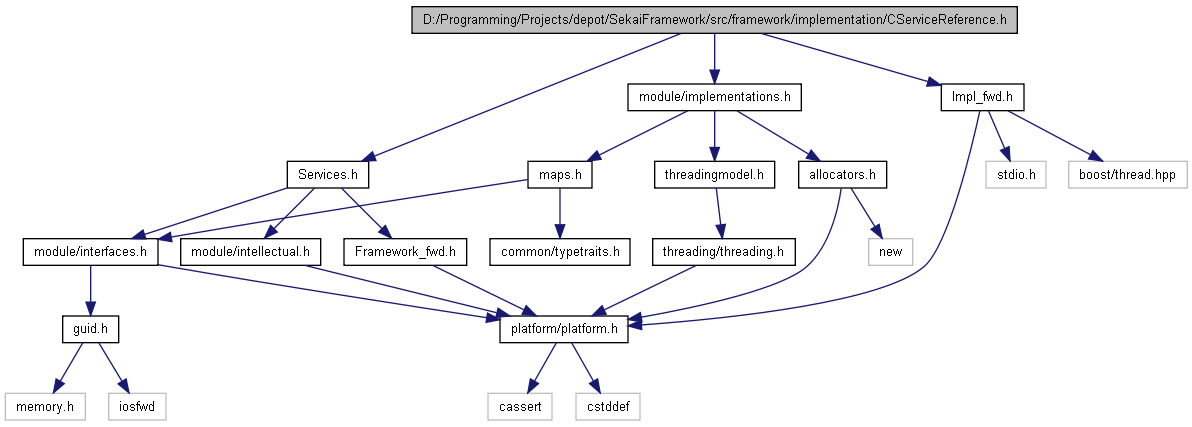 D:/Programming/Projects/depot/SekaiFramework/src/framework/implementation/CServiceReference.h
module/implementations.h
Impl_fwd.h
Services.h
maps.h
threadingmodel.h
allocators.h
stdio.h
boost/thread.hpp
module/interfaces.h
module/intellectual.h
Framework_fwd.h
common/typetraits.h
threading/threading.h
new
guid.h
platform/platform.h
memory.h
iosfwd
cassert
cstddef